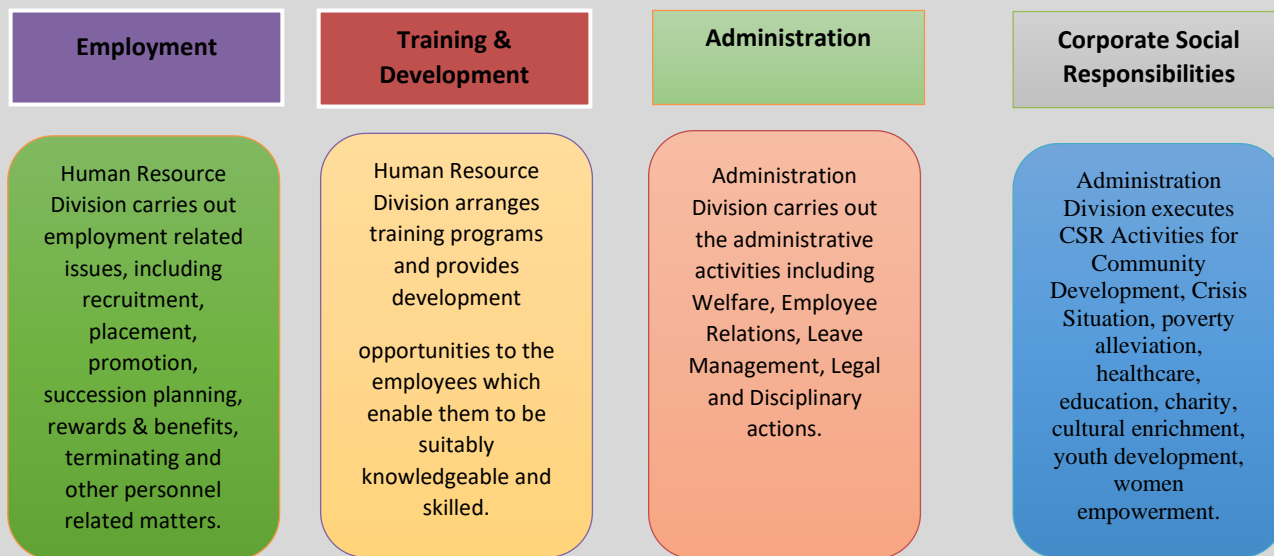 Employment
Human Resource
Division carries out
employment related
issues, including
recruitment,
placement,
promotion,
succession planning,
rewards & benefits,
terminating and
other personnel
related matters.
Training &
Development
Human Resource
Division arranges
training programs
and provides
development
opportunities to the
employees which
enable them to be
suitably
knowledgeable and
skilled.
Administration
Administration
Division carries out
the administrative
activities including
Welfare, Employee
Relations, Leave
Management, Legal
and Disciplinary
actions.
Corporate Social
Responsibilities
Administration
Division executes
CSR Activities for
Community
Development, Crisis
Situation, poverty
alleviation,
healthcare,
education, charity,
cultural enrichment,
youth development,
women
empowerment.